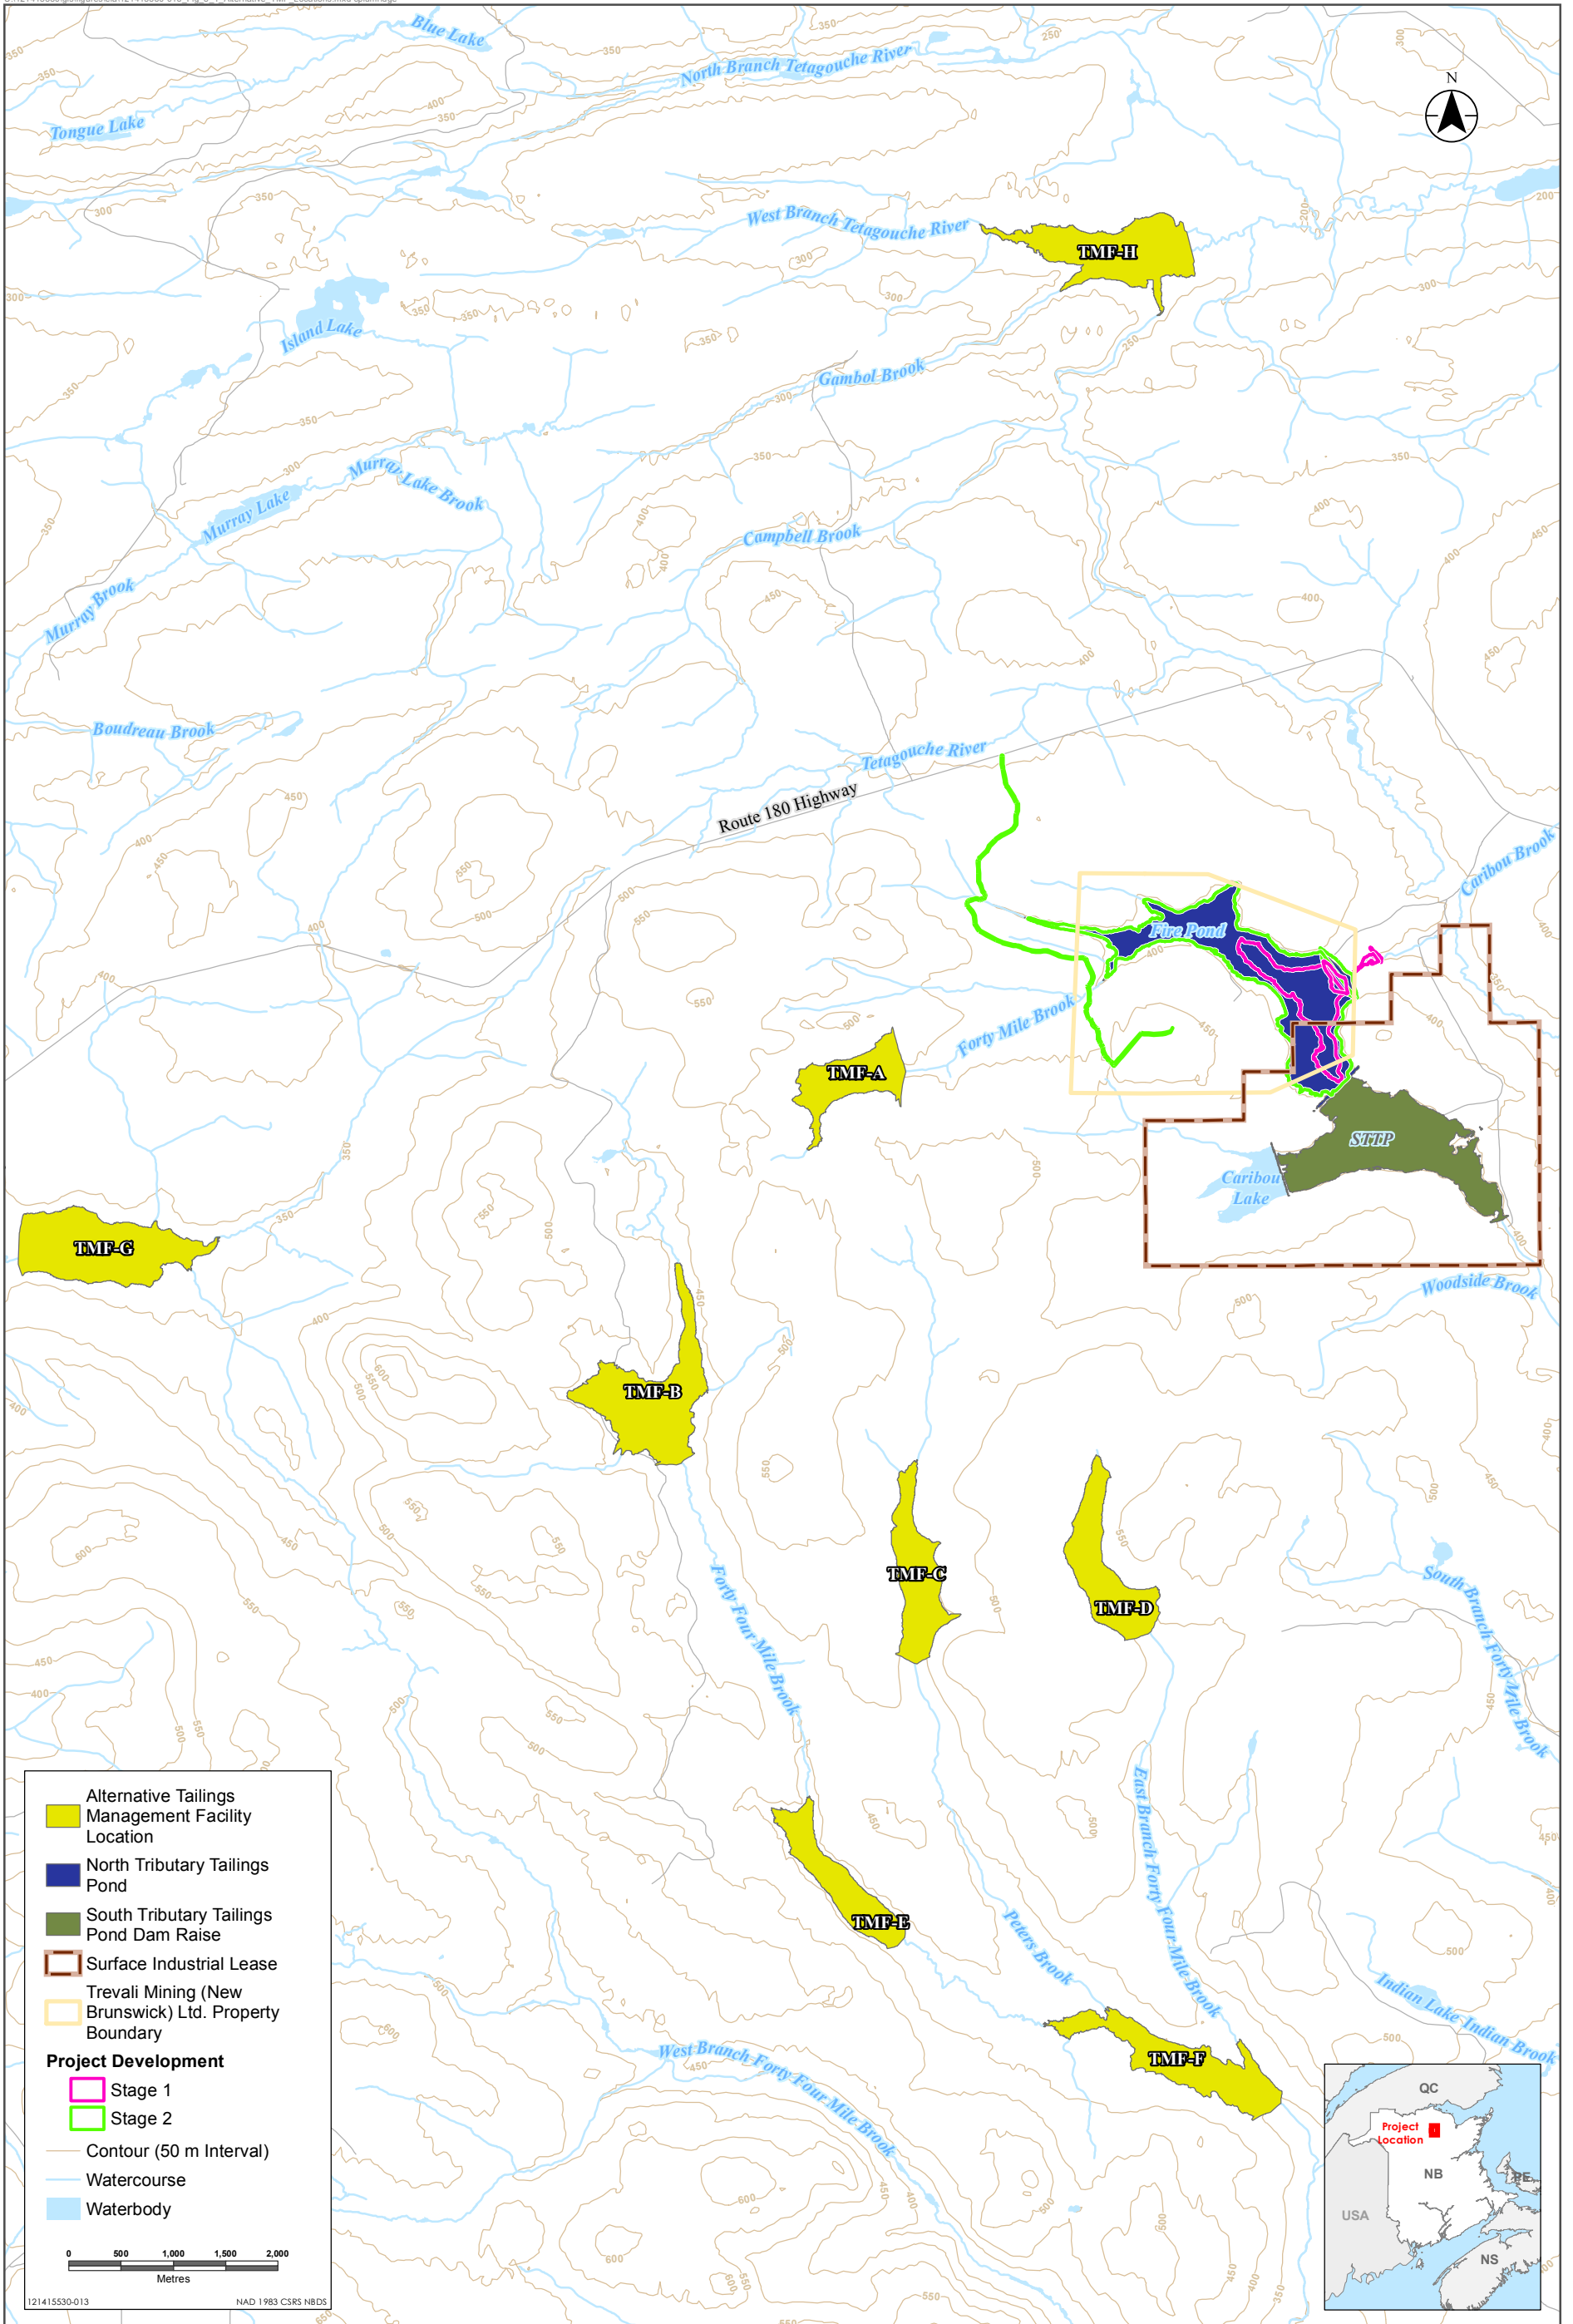 Blue Lake
North Branch Tetagouche River
Tongue Lake
N
West Branch Tetagouche River
TMF-H
Island Lake
Gambol Brook
Murray Lake Brook
Murray Lake
Campbell Brook
Murray Brook
Boudreau Brook
Tetagouche River
Route 180 Highway
Caribou Brook
Fire Pond
Forty Mile Brook
TMF-A
STTP
Caribou
Lake
TMF-G
Woodside Brook
TMF-B
TMF-C
TMF-D
Forty Four Mile Brook
South Branch Forty Mile Brook
East Branch Forty Four Mile Brook
TMF-E
Peters Brook
Indian Lake
Indian Brook
TMF-F
West Branch Forty Four Mile Brook
Alternative Tailings
Management Facility
Location
North Tributary Tailings
Pond
South Tributary Tailings
Pond Dam Raise
Surface Industrial Lease
Trevali Mining (New
Brunswick) Ltd. Property
Boundary
Project Development
Stage 1
Stage 2
Contour (50 m Interval)
Watercourse
Waterbody
0 500 1,000 1,500 2,000
Metres
121415530-013 NAD 1983 CSRS NBDS
QC
Project
Location
NB
PE
USA
NS